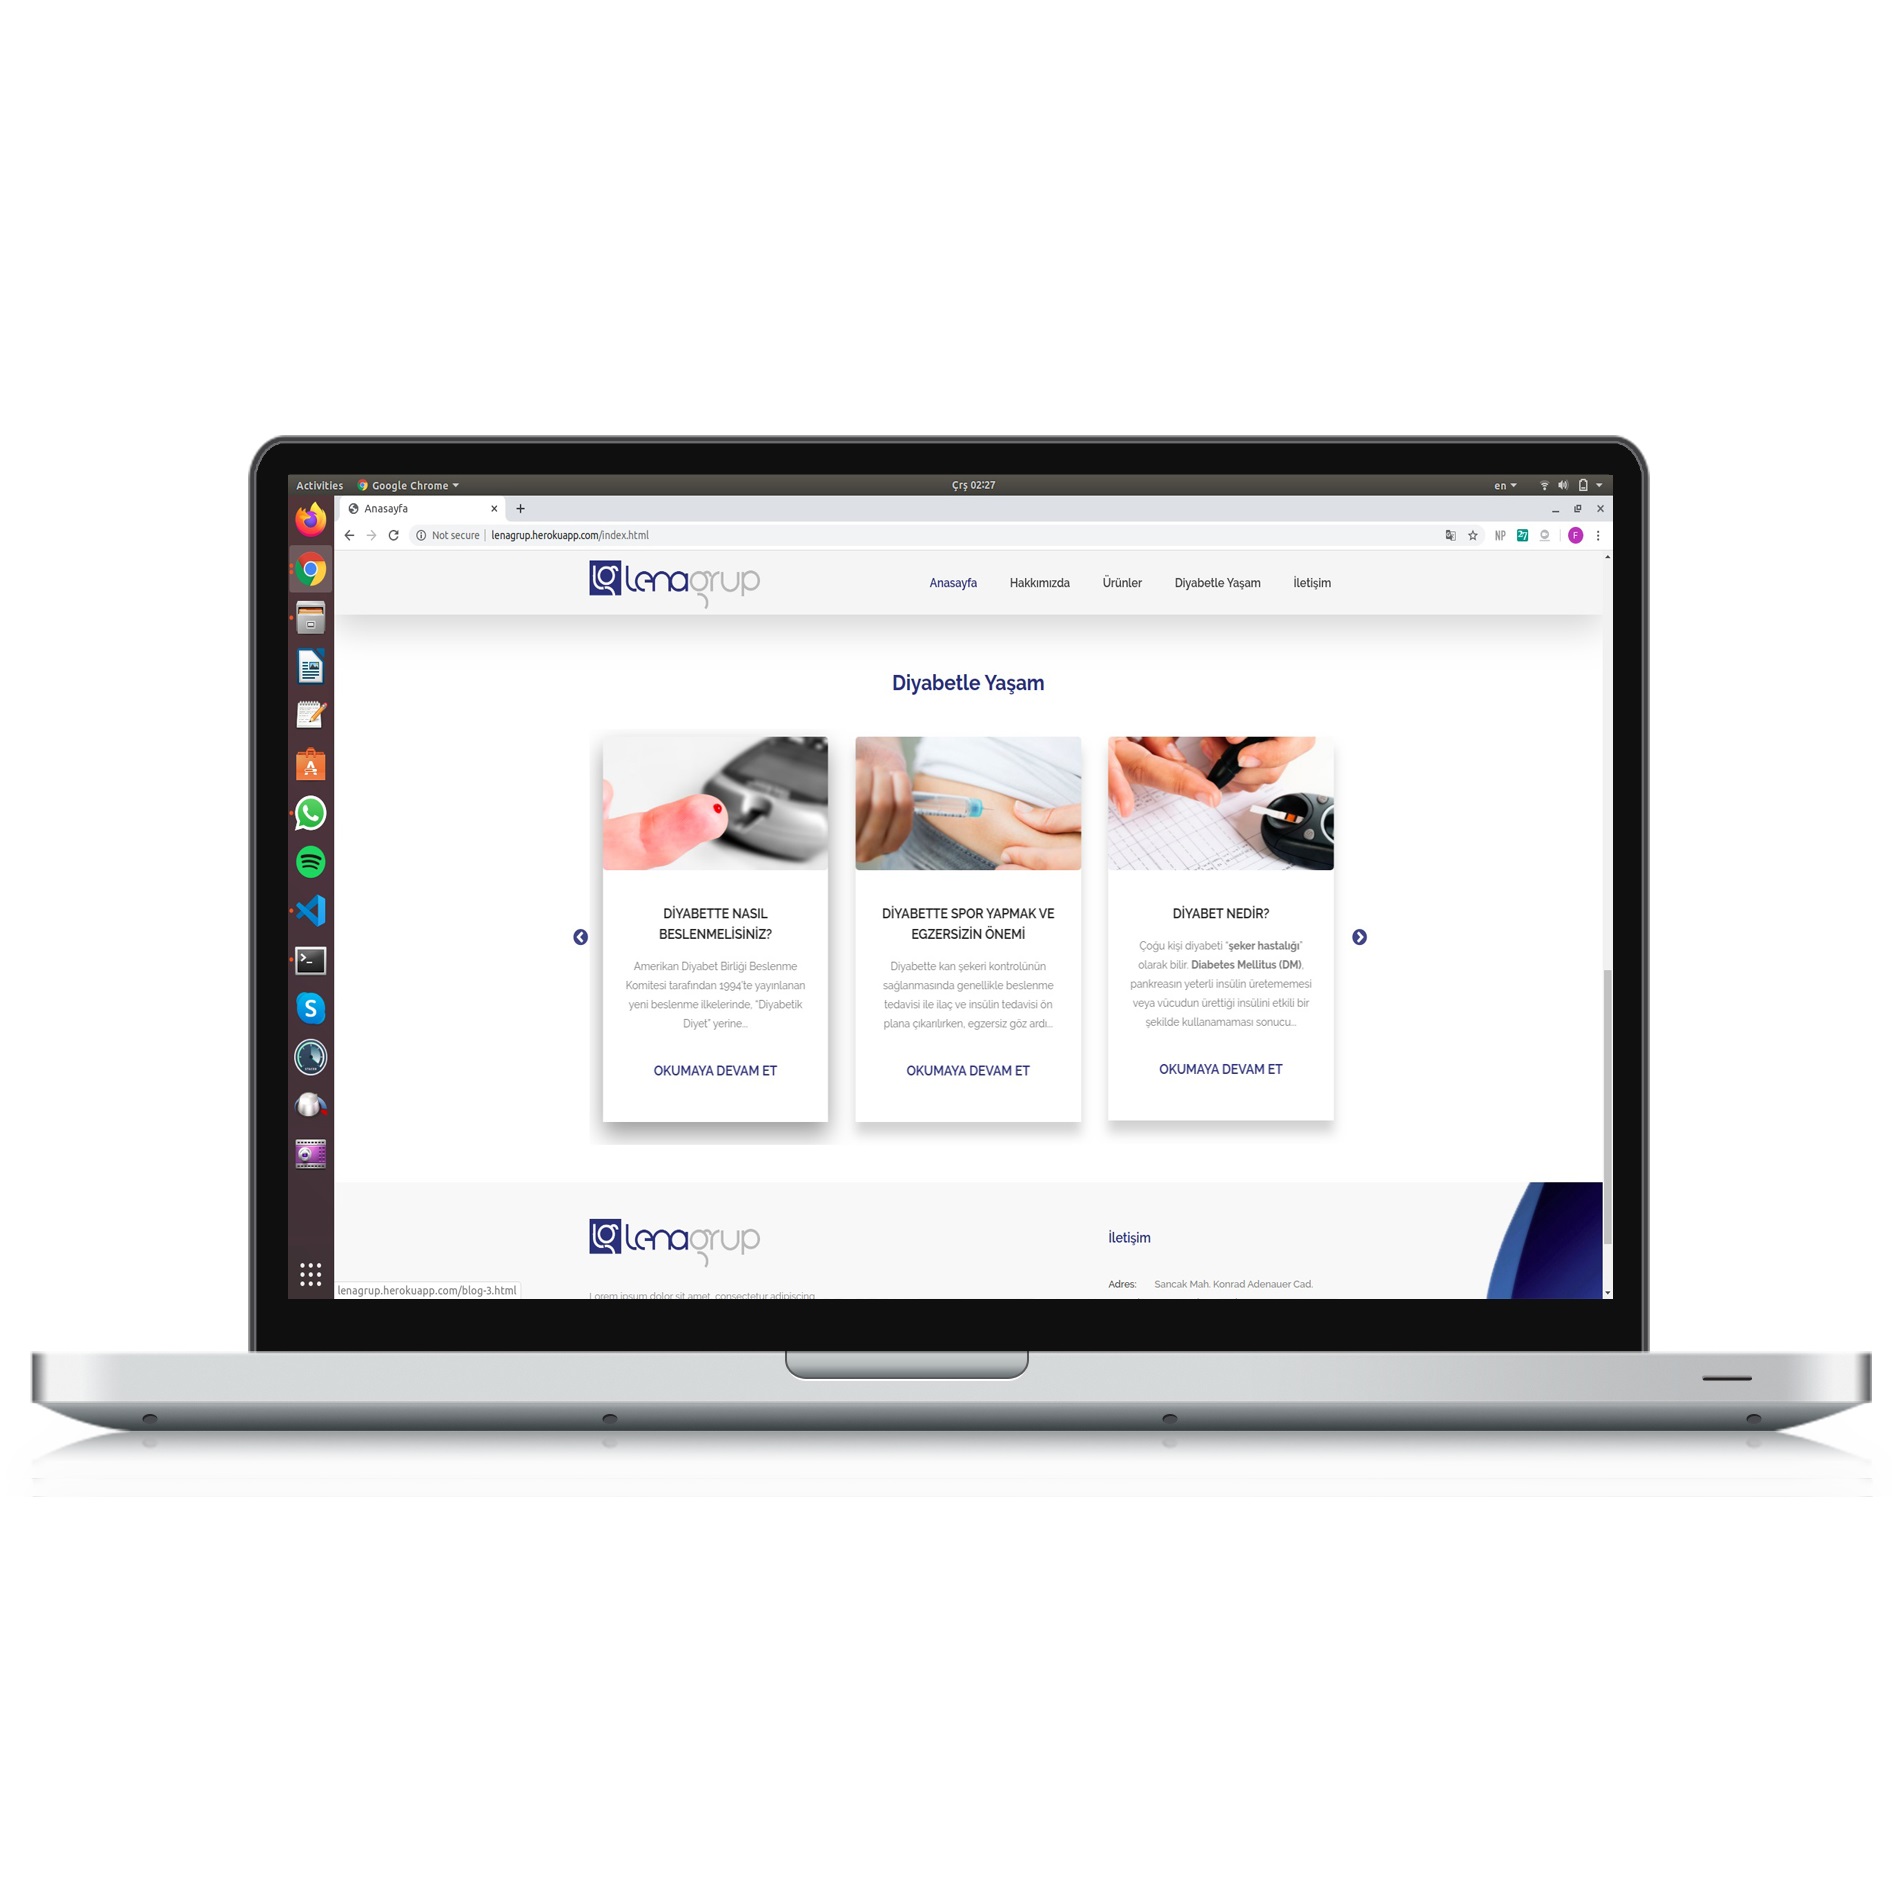 Activities Google Chrome Çrş 02:27 en
Anasayfa
Not secure lenagrup.herokuapp.com/index.html NP 27 F
lg lenagrup Anasayfa Hakkımızda Ürünler Diyabetle Yaşam İletişim
Diyabetle Yaşam
DİYABETTE NASIL
BESLENMELİSİNİZ?
Amerikan Diyabet Birliği Beslenme
Komitesi tarafından 1994'te yayınlanan
yeni beslenme ilkelerinde, "Diyabetik
Diyet" yerine...
OKUMAYA DEVAM ET
DİYABETTE SPOR YAPMAK VE
EGZERSİZİN ÖNEMİ
Diyabette kan şekeri kontrolünün
sağlanmasında genellikle beslenme
tedavisi ile ilaç ve insülin tedavisi ön
plana çıkarılırken, egzersiz göz ardı...
OKUMAYA DEVAM ET
DİYABET NEDİR?
Çoğu kişi diyabeti "şeker hastalığı"
olarak bilir. Diabetes Mellitus (DM),
pankreasın yeterli insülin üretememesi
veya vücudun ürettiği insülini etkili bir
şekilde kullanamaması sonucu...
OKUMAYA DEVAM ET
lg lenagrup
Lorem ipsum dolor sit amet, consectetur adipiscing
İletişim
Adres: Sancak Mah. Konrad Adenauer Cad.
lenagrup.herokuapp.com/blog-3.html